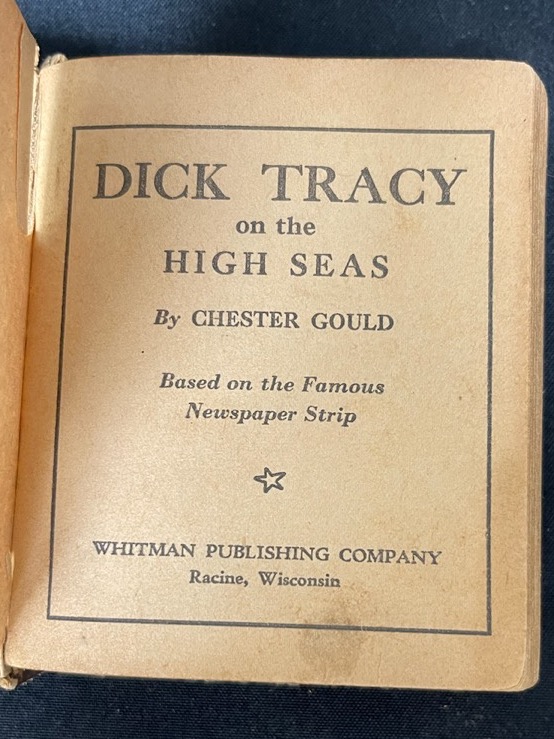 DICK TRACY
on the
HIGH SEAS
By CHESTER GOULD
Based on the Famous
Newspaper Strip
WHITMAN PUBLISHING COMPANY
Racine, Wisconsin